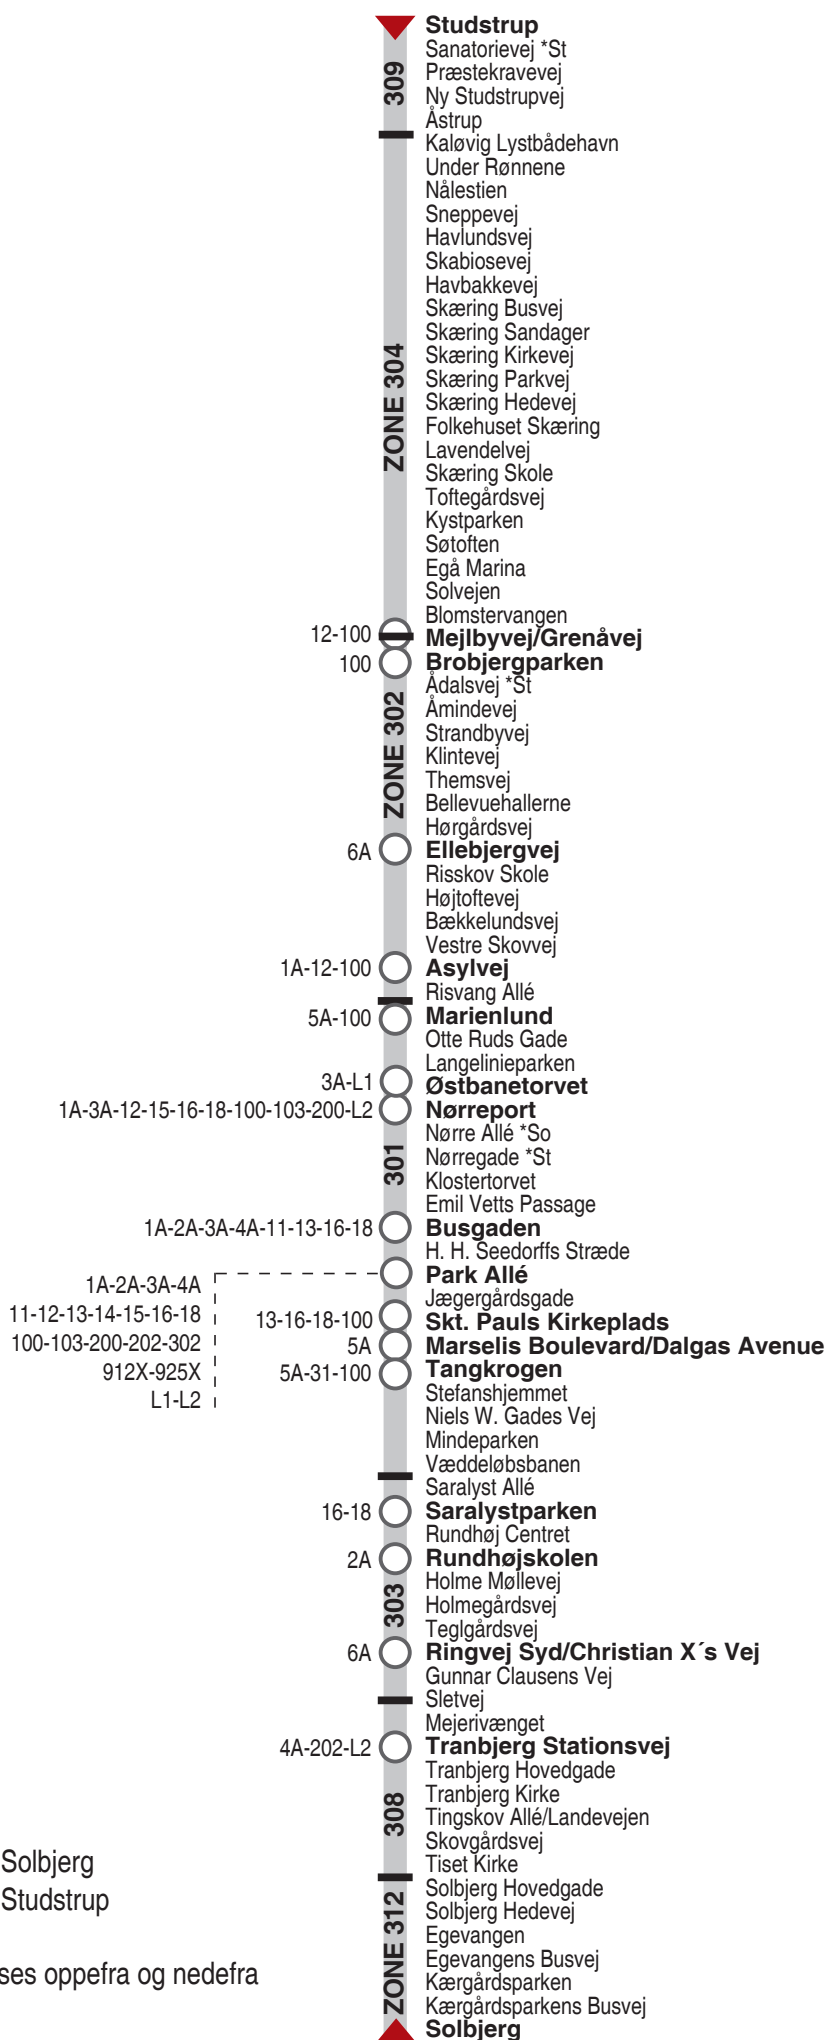 Studstrup
Sanatorievej *St
Præstekravevej
Ny Studstrupvej
309
Åstrup
Kaløvig Lystbådehavn
Under Rønnene
Nålestien
Sneppevej
Havlundsvej
Skabiosevej
Havbakkevej
Skæring Busvej
Skæring Sandager
Skæring Kirkevej
Skæring Parkvej
Skæring Hedevej
ZONE 304
Folkehuset Skæring
Lavendelvej
Skæring Skole
Toftegårdsvej
Kystparken
Søtoften
Egå Marina
Solvejen
Blomstervangen
12-100 Mejlbyvej/Grenåvej
100 Brobjergparken
Ådalsvej *St
Åmindevej
Strandbyvej
ZONE 302
Klintevej
Themsvej
Bellevuehallerne
Hørgårdsvej
6A Ellebjergvej
Risskov Skole
Højtoftevej
Bækkelundsvej
Vestre Skovvej
1A-12-100 Asylvej
Risvang Allé
5A-100 Marienlund
Otte Ruds Gade
Langelinieparken
3A-L1 Østbanetorvet
1A-3A-12-15-16-18-100-103-200-L2 Nørreport
Nørre Allé *So
Nørregade *St
301
Klostertorvet
Emil Vetts Passage
1A-2A-3A-4A-11-13-16-18 Busgaden
H. H. Seedorffs Stræde
Park Allé
1A-2A-3A-4A
11-12-13-14-15-16-18
100-103-200-202-302
912X-925X
L1-L2
Jægergårdsgade
13-16-18-100 Skt. Pauls Kirkeplads
5A Marselis Boulevard/Dalgas Avenue
5A-31-100 Tangkrogen
Stefanshjemmet
Niels W. Gades Vej
Mindeparken
Væddeløbsbanen
Saralyst Allé
16-18 Saralystparken
Rundhøj Centret
2A Rundhøjskolen
Holme Møllevej
303
Holmegårdsvej
Teglgårdsvej
6A Ringvej Syd/Christian X´s Vej
Gunnar Clausens Vej
Sletvej
Mejerivænget
4A-202-L2 Tranbjerg Stationsvej
Tranbjerg Hovedgade
Tranbjerg Kirke
308
Tingskov Allé/Landevejen
Skovgårdsvej
Tiset Kirke
Solbjerg Hovedgade
Solbjerg Hedevej
ZONE 312
Egevangen
Egevangens Busvej
Kærgårdsparken
Kærgårdsparkens Busvej
Solbjerg
Solbjerg
Studstrup
ses oppefra og nedefra